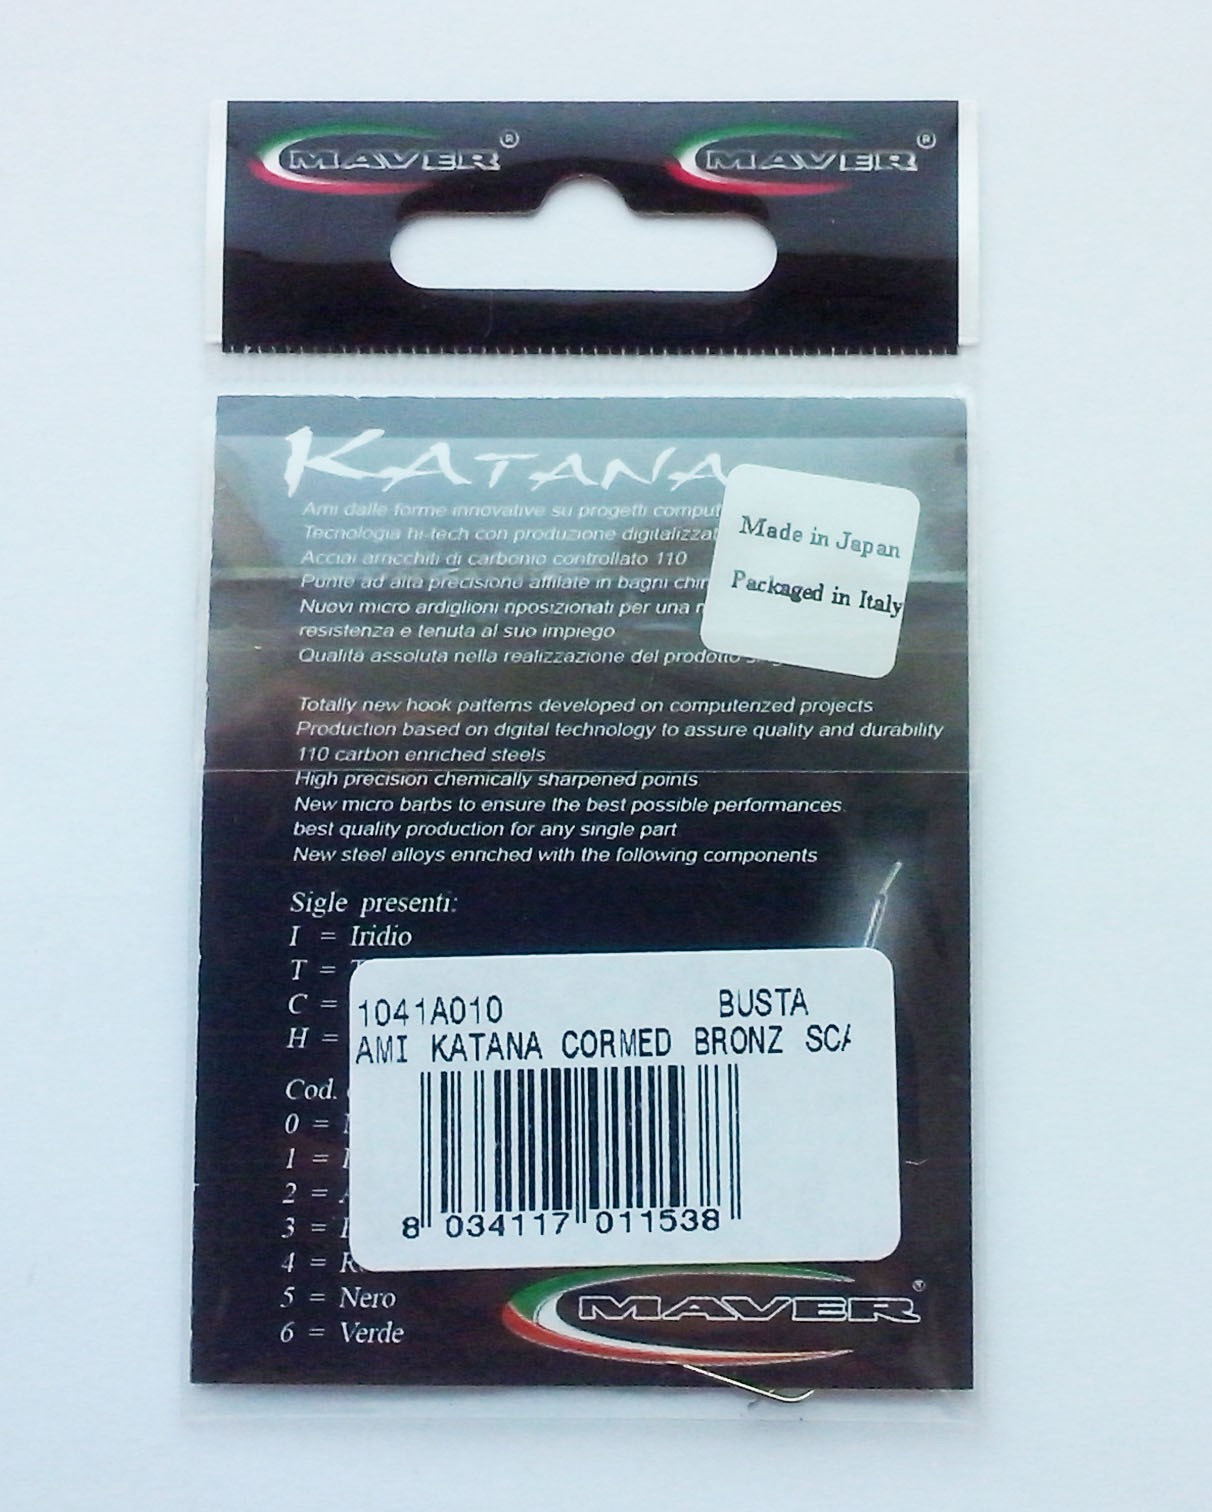 MAVER®
MAVER®
KATANA
Ami dalle forme innovative su progetti comput
Tecnologia hi-tech con produzione digitalizzat
Acciai arricchiti di carbonio controllato 110
Punte ad alta precisione affilate in bagni chim
Nuovi micro ardiglioni riposizionati per una
resistenza e tenuta al suo impiego
Qualità assoluta nella realizzazione del prodotto
Made in Japan
Packaged in Italy
Totally new hook patterns developed on computerized projects
Production based on digital technology to assure quality and durability
110 carbon enriched steels
High precision chemically sharpened points
New micro barbs to ensure the best possible performances
best quality production for any single part
New steel alloys enriched with the following components
Sigle presenti:
I = Iridio
T =
C =
H =
1041A010 BUSTA
AMI KATANA CORMED BRONZ SCA
8 034117 011538
Cod.
0 =
1 =
2 =
3 =
4 =
5 = Nero
6 = Verde
MAVER®